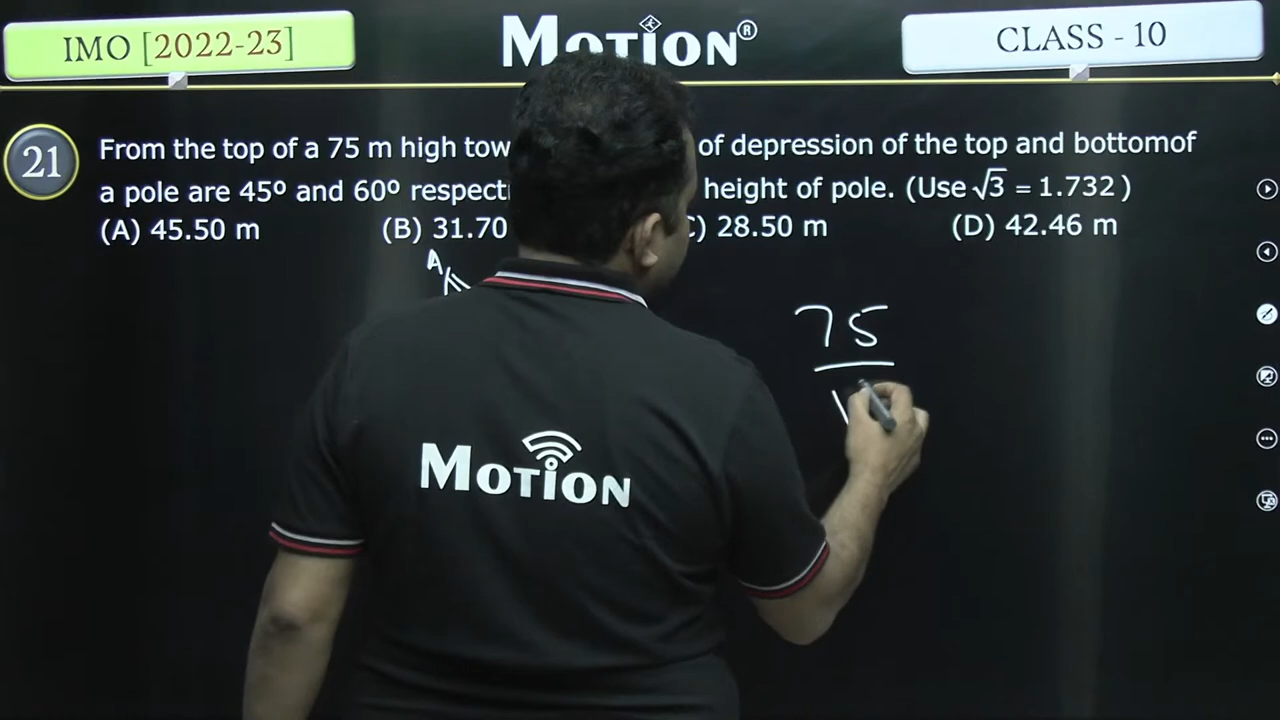 IMO [2022-23]
MOTION®
CLASS - 10
21
From the top of a 75 m high tow of depression of the top and bottomof
a pole are 45º and 60º respect height of pole. (Use √3 = 1.732 )
(A) 45.50 m (B) 31.70 C) 28.50 m (D) 42.46 m
A
75
MOTION